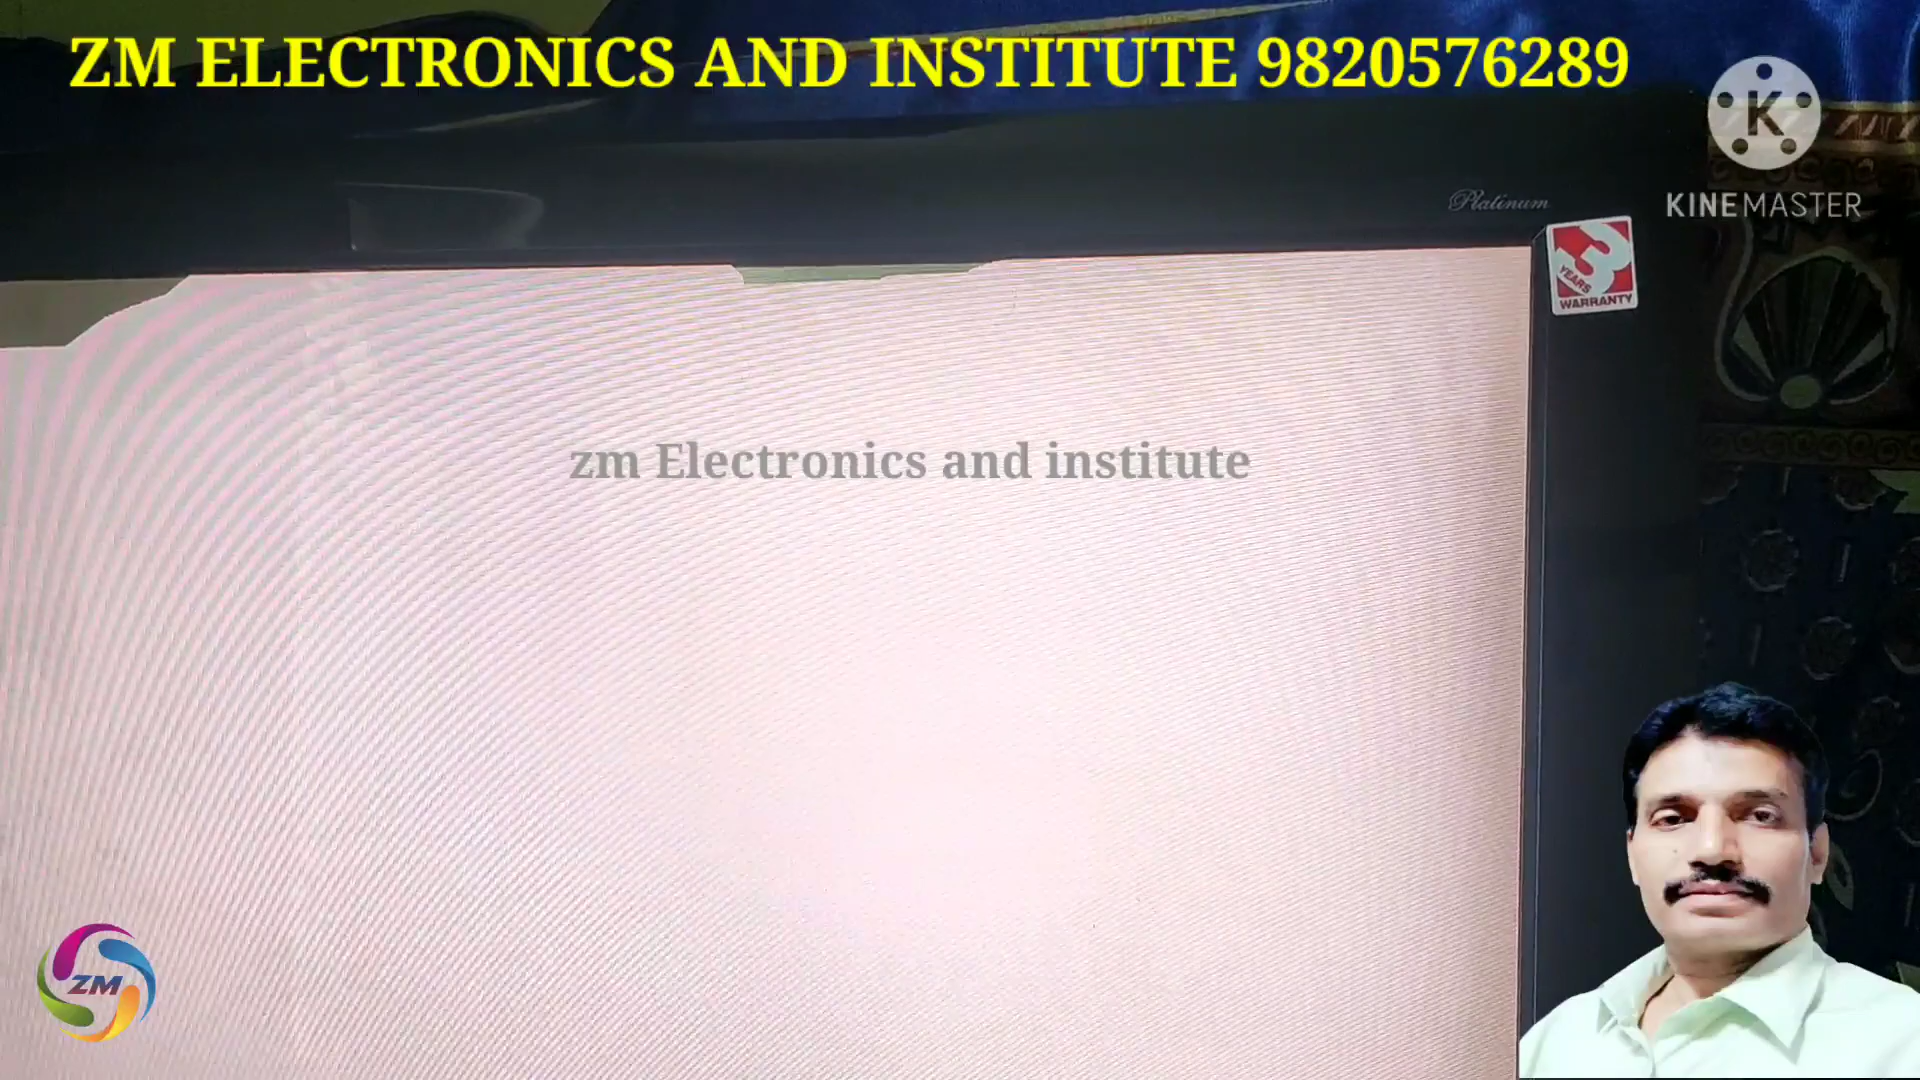 ZM ELECTRONICS AND INSTITUTE 9820576289
K
KINEMASTER
Platinum
3
YEARS
WARRANTY
zm Electronics and institute
ZM